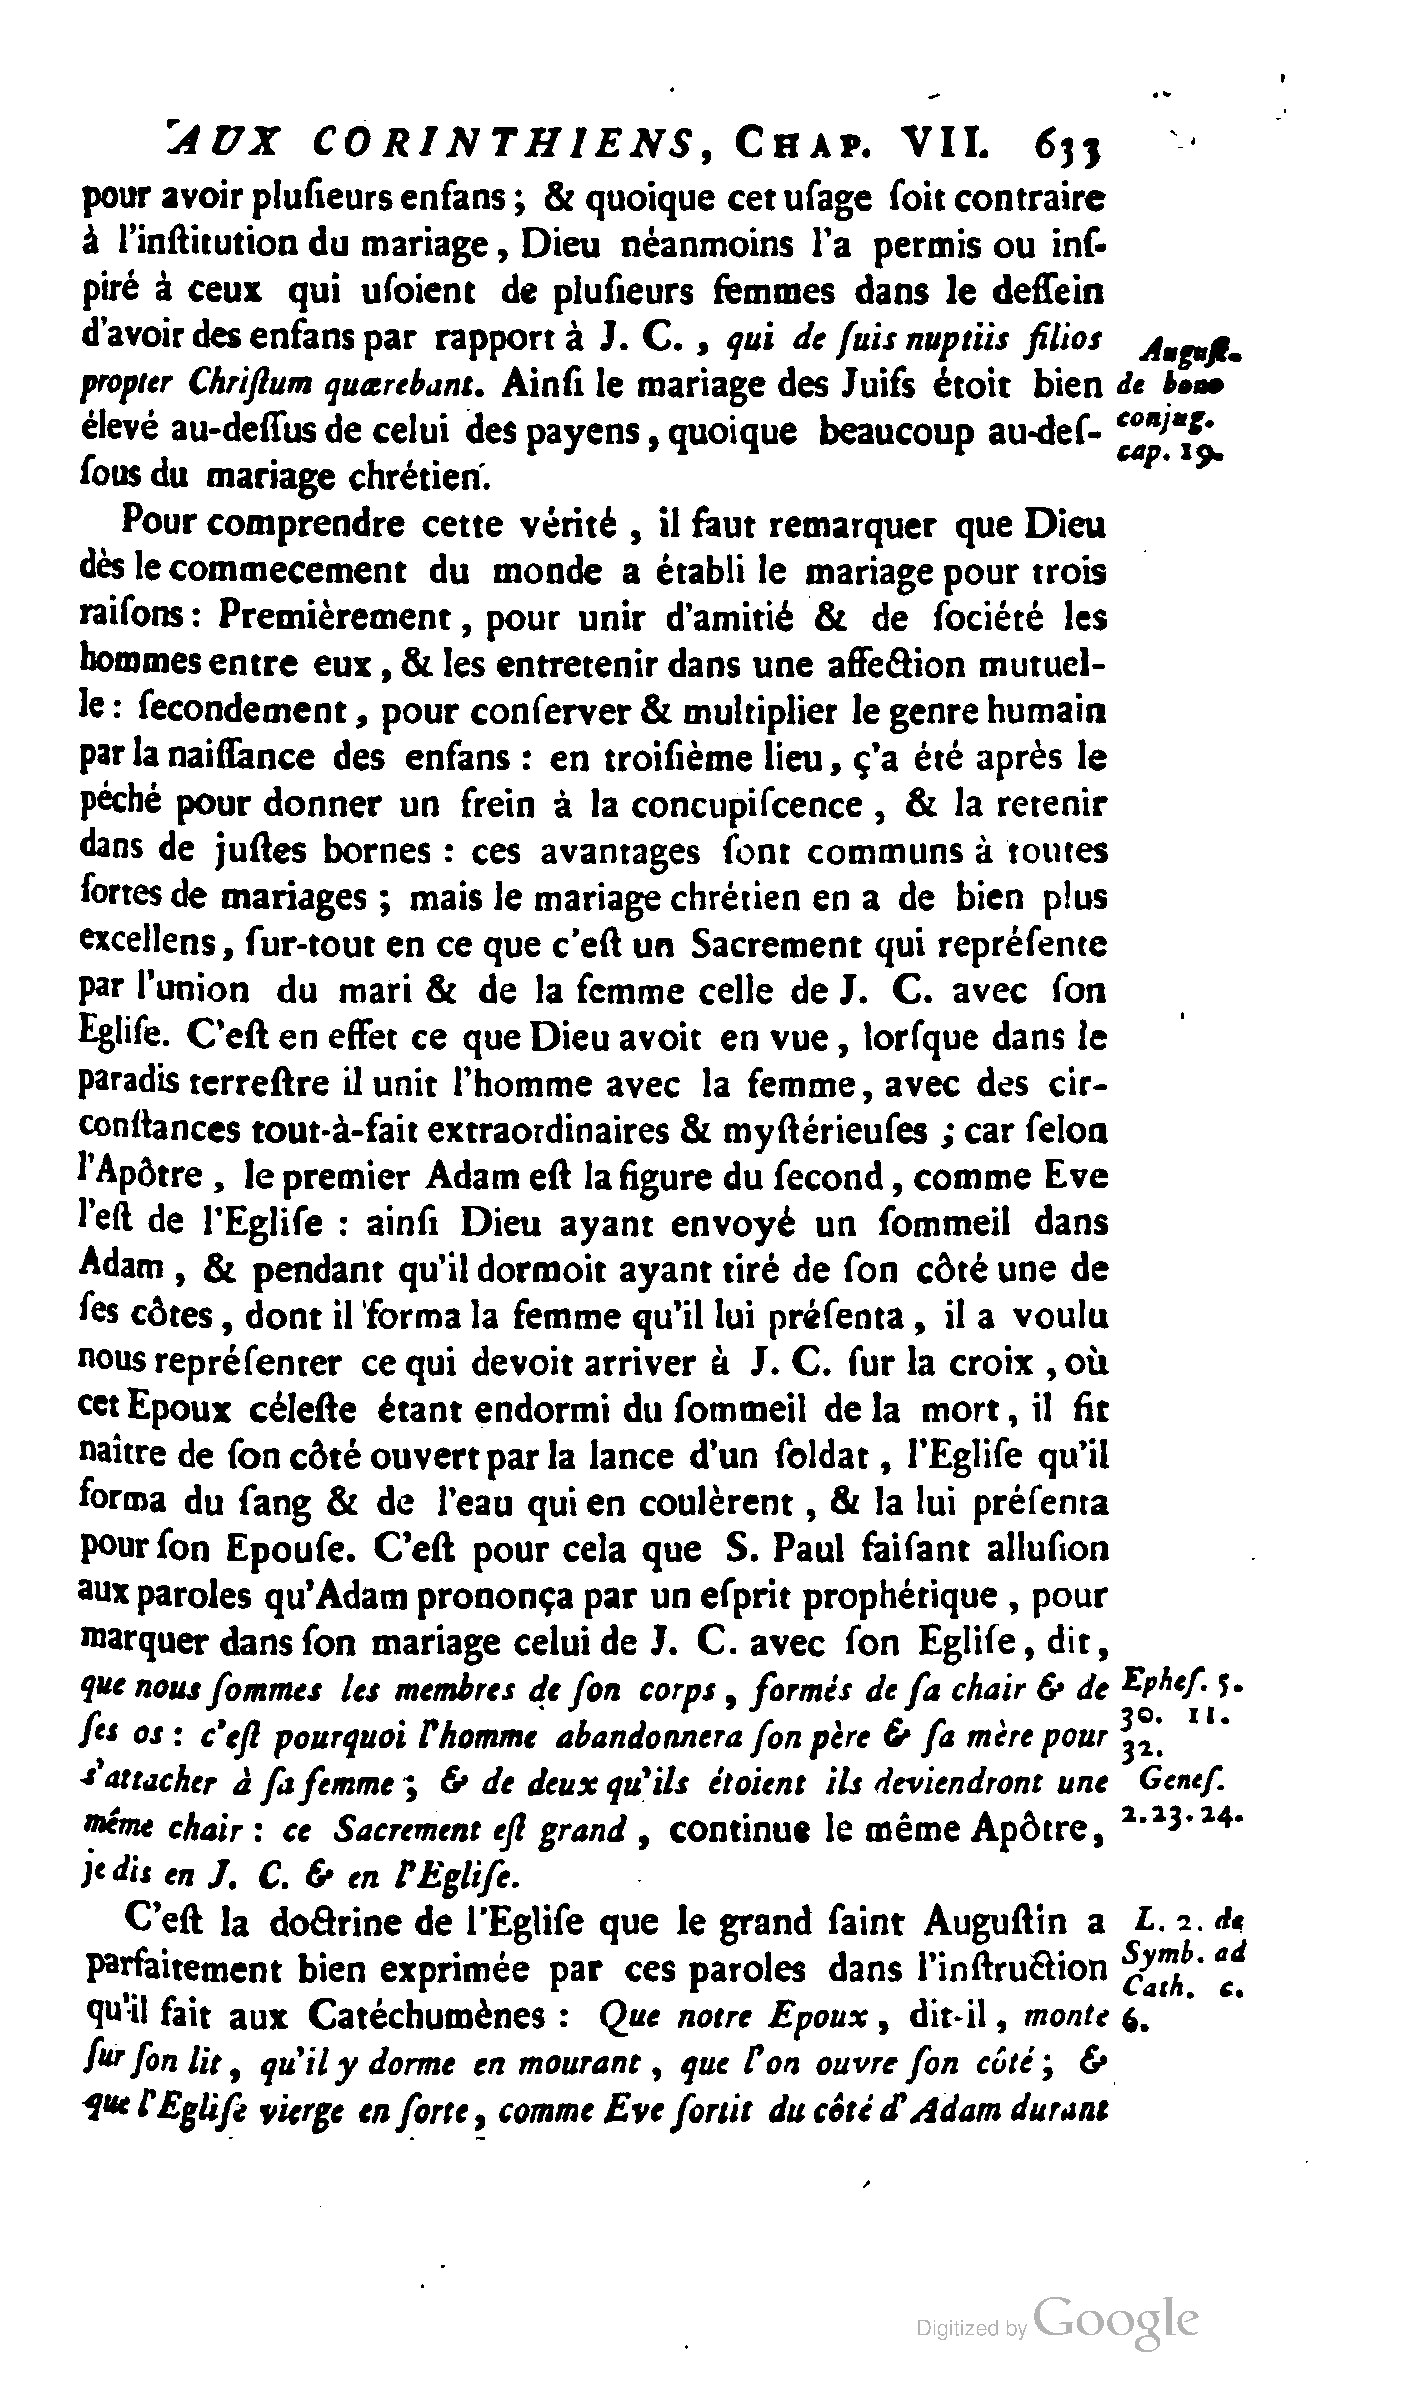 AUX CORINTHIENS, CHAP. VII. 633
pour avoir pluſieurs enfans ; & quoique cet uſage ſoit contraire
à l'inſtitution du mariage, Dieu néanmoins l'a permis ou inſ-
piré à ceux qui uſoient de pluſieurs femmes dans le deſſein
d'avoir des enfans par rapport à J. C. , qui de ſuis nuptiis filios
propter Chriſtum quærebant. Ainſi le mariage des Juifs étoit bien
élevé au-deſſus de celui des payens, quoique beaucoup au-deſ-
ſous du mariage chrétien.
Auguſt.
de bono
conjug.
cap. 19.
Pour comprendre cette vérité , il faut remarquer que Dieu
dès le commecement du monde a établi le mariage pour trois
raiſons : Premièrement, pour unir d'amitié & de ſociété les
hommes entre eux, & les entretenir dans une affection mutuel-
le : ſecondement, pour conſerver & multiplier le genre humain
par la naiſſance des enfans : en troiſième lieu, ç'a été après le
péché pour donner un frein à la concupiſcence , & la retenir
dans de juſtes bornes : ces avantages ſont communs à toutes
ſortes de mariages ; mais le mariage chrétien en a de bien plus
excellens, ſur-tout en ce que c'eſt un Sacrement qui repréſente
par l'union du mari & de la femme celle de J. C. avec ſon
Egliſe. C'eſt en effet ce que Dieu avoit en vue, lorſque dans le
paradis terreſtre il unit l'homme avec la femme, avec des cir-
conſtances tout-à-fait extraordinaires & myſtérieuſes ; car ſelon
l'Apôtre , le premier Adam eſt la figure du ſecond, comme Eve
l'eſt de l'Egliſe : ainſi Dieu ayant envoyé un ſommeil dans
Adam , & pendant qu'il dormoit ayant tiré de ſon côté une de
ſes côtes, dont il forma la femme qu'il lui préſenta, il a voulu
nous repréſenter ce qui devoit arriver à J. C. ſur la croix , où
cet Epoux céleſte étant endormi du ſommeil de la mort, il fit
naître de ſon côté ouvert par la lance d'un ſoldat, l'Egliſe qu'il
forma du ſang & de l'eau qui en coulèrent , & la lui préſenta
pour ſon Epouſe. C'eſt pour cela que S. Paul faiſant alluſion
aux paroles qu'Adam prononça par un eſprit prophétique , pour
marquer dans ſon mariage celui de J. C. avec ſon Egliſe, dit,
que nous ſommes les membres de ſon corps, formés de ſa chair & de
ſes os : c'eſt pourquoi l'homme abandonnera ſon père & ſa mère pour
s'attacher à ſa femme ; & de deux qu'ils étoient ils deviendront une
même chair : ce Sacrement eſt grand , continue le même Apôtre,
je dis en J. C. & en l'Egliſe.
Epheſ. 5.
30. 11.
32.
Geneſ.
2.23.24.
C'eſt la doctrine de l'Egliſe que le grand ſaint Auguſtin a
parfaitement bien exprimée par ces paroles dans l'inſtruction
qu'il fait aux Catéchumènes : Que notre Epoux, dit-il, monte
ſur ſon lit, qu'il y dorme en mourant, que l'on ouvre ſon côté ; &
que l'Egliſe vierge en ſorte, comme Eve ſortit du côté d'Adam durant
L. 2. de
Symb. ad
Cath. c.
6.
Digitized by Google